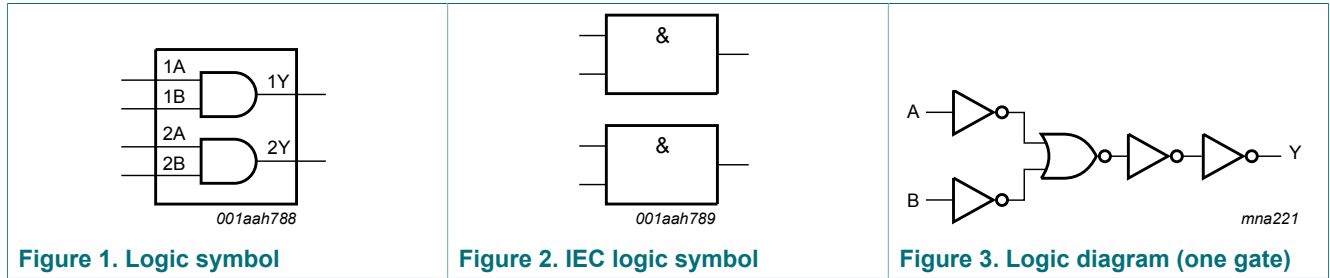 1A
1B
1Y
2A
2B
2Y
001aah788
Figure 1. Logic symbol
&
&
001aah789
Figure 2. IEC logic symbol
A
B
Y
mna221
Figure 3. Logic diagram (one gate)